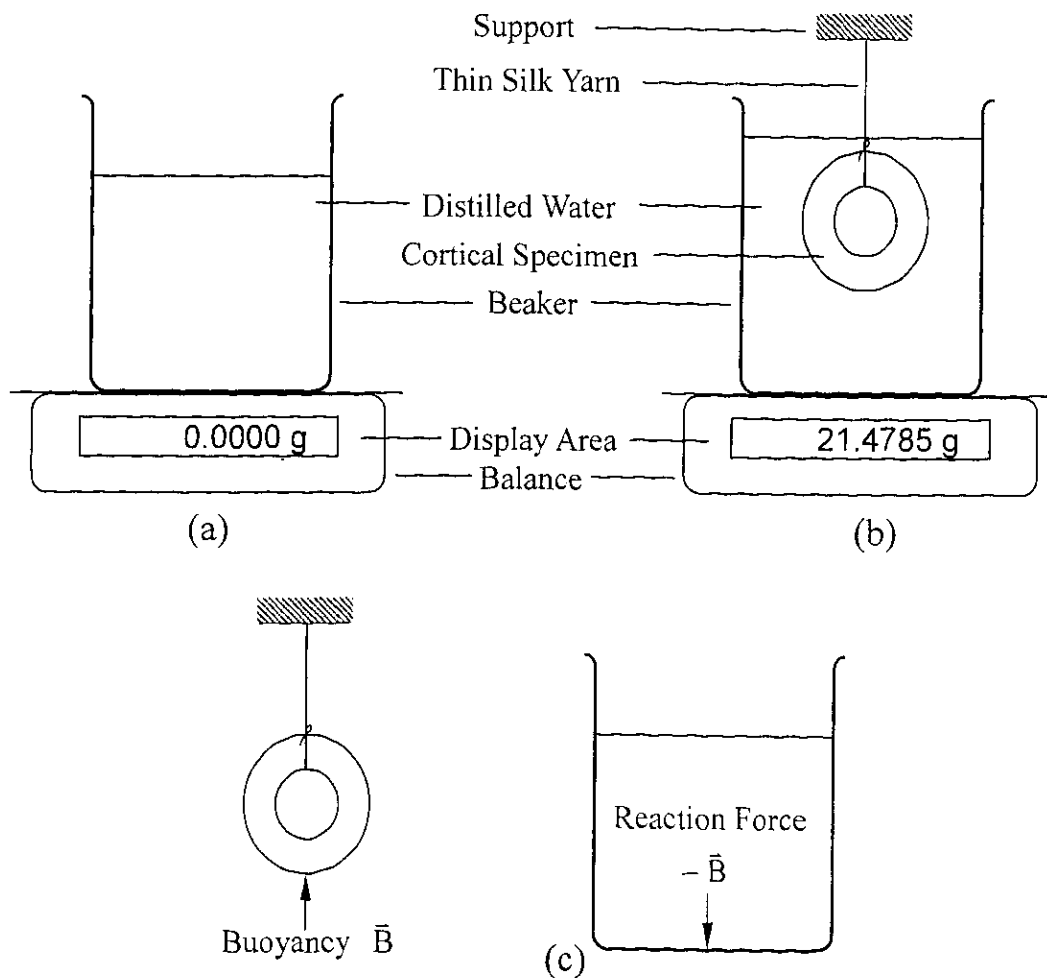 Support
Thin Silk Yarn
Distilled Water
Cortical Specimen
Beaker
0.0000 g
Display Area
21.4785 g
Balance
(a)
(b)
Reaction Force
− B⃗
Buoyancy B⃗
(c)